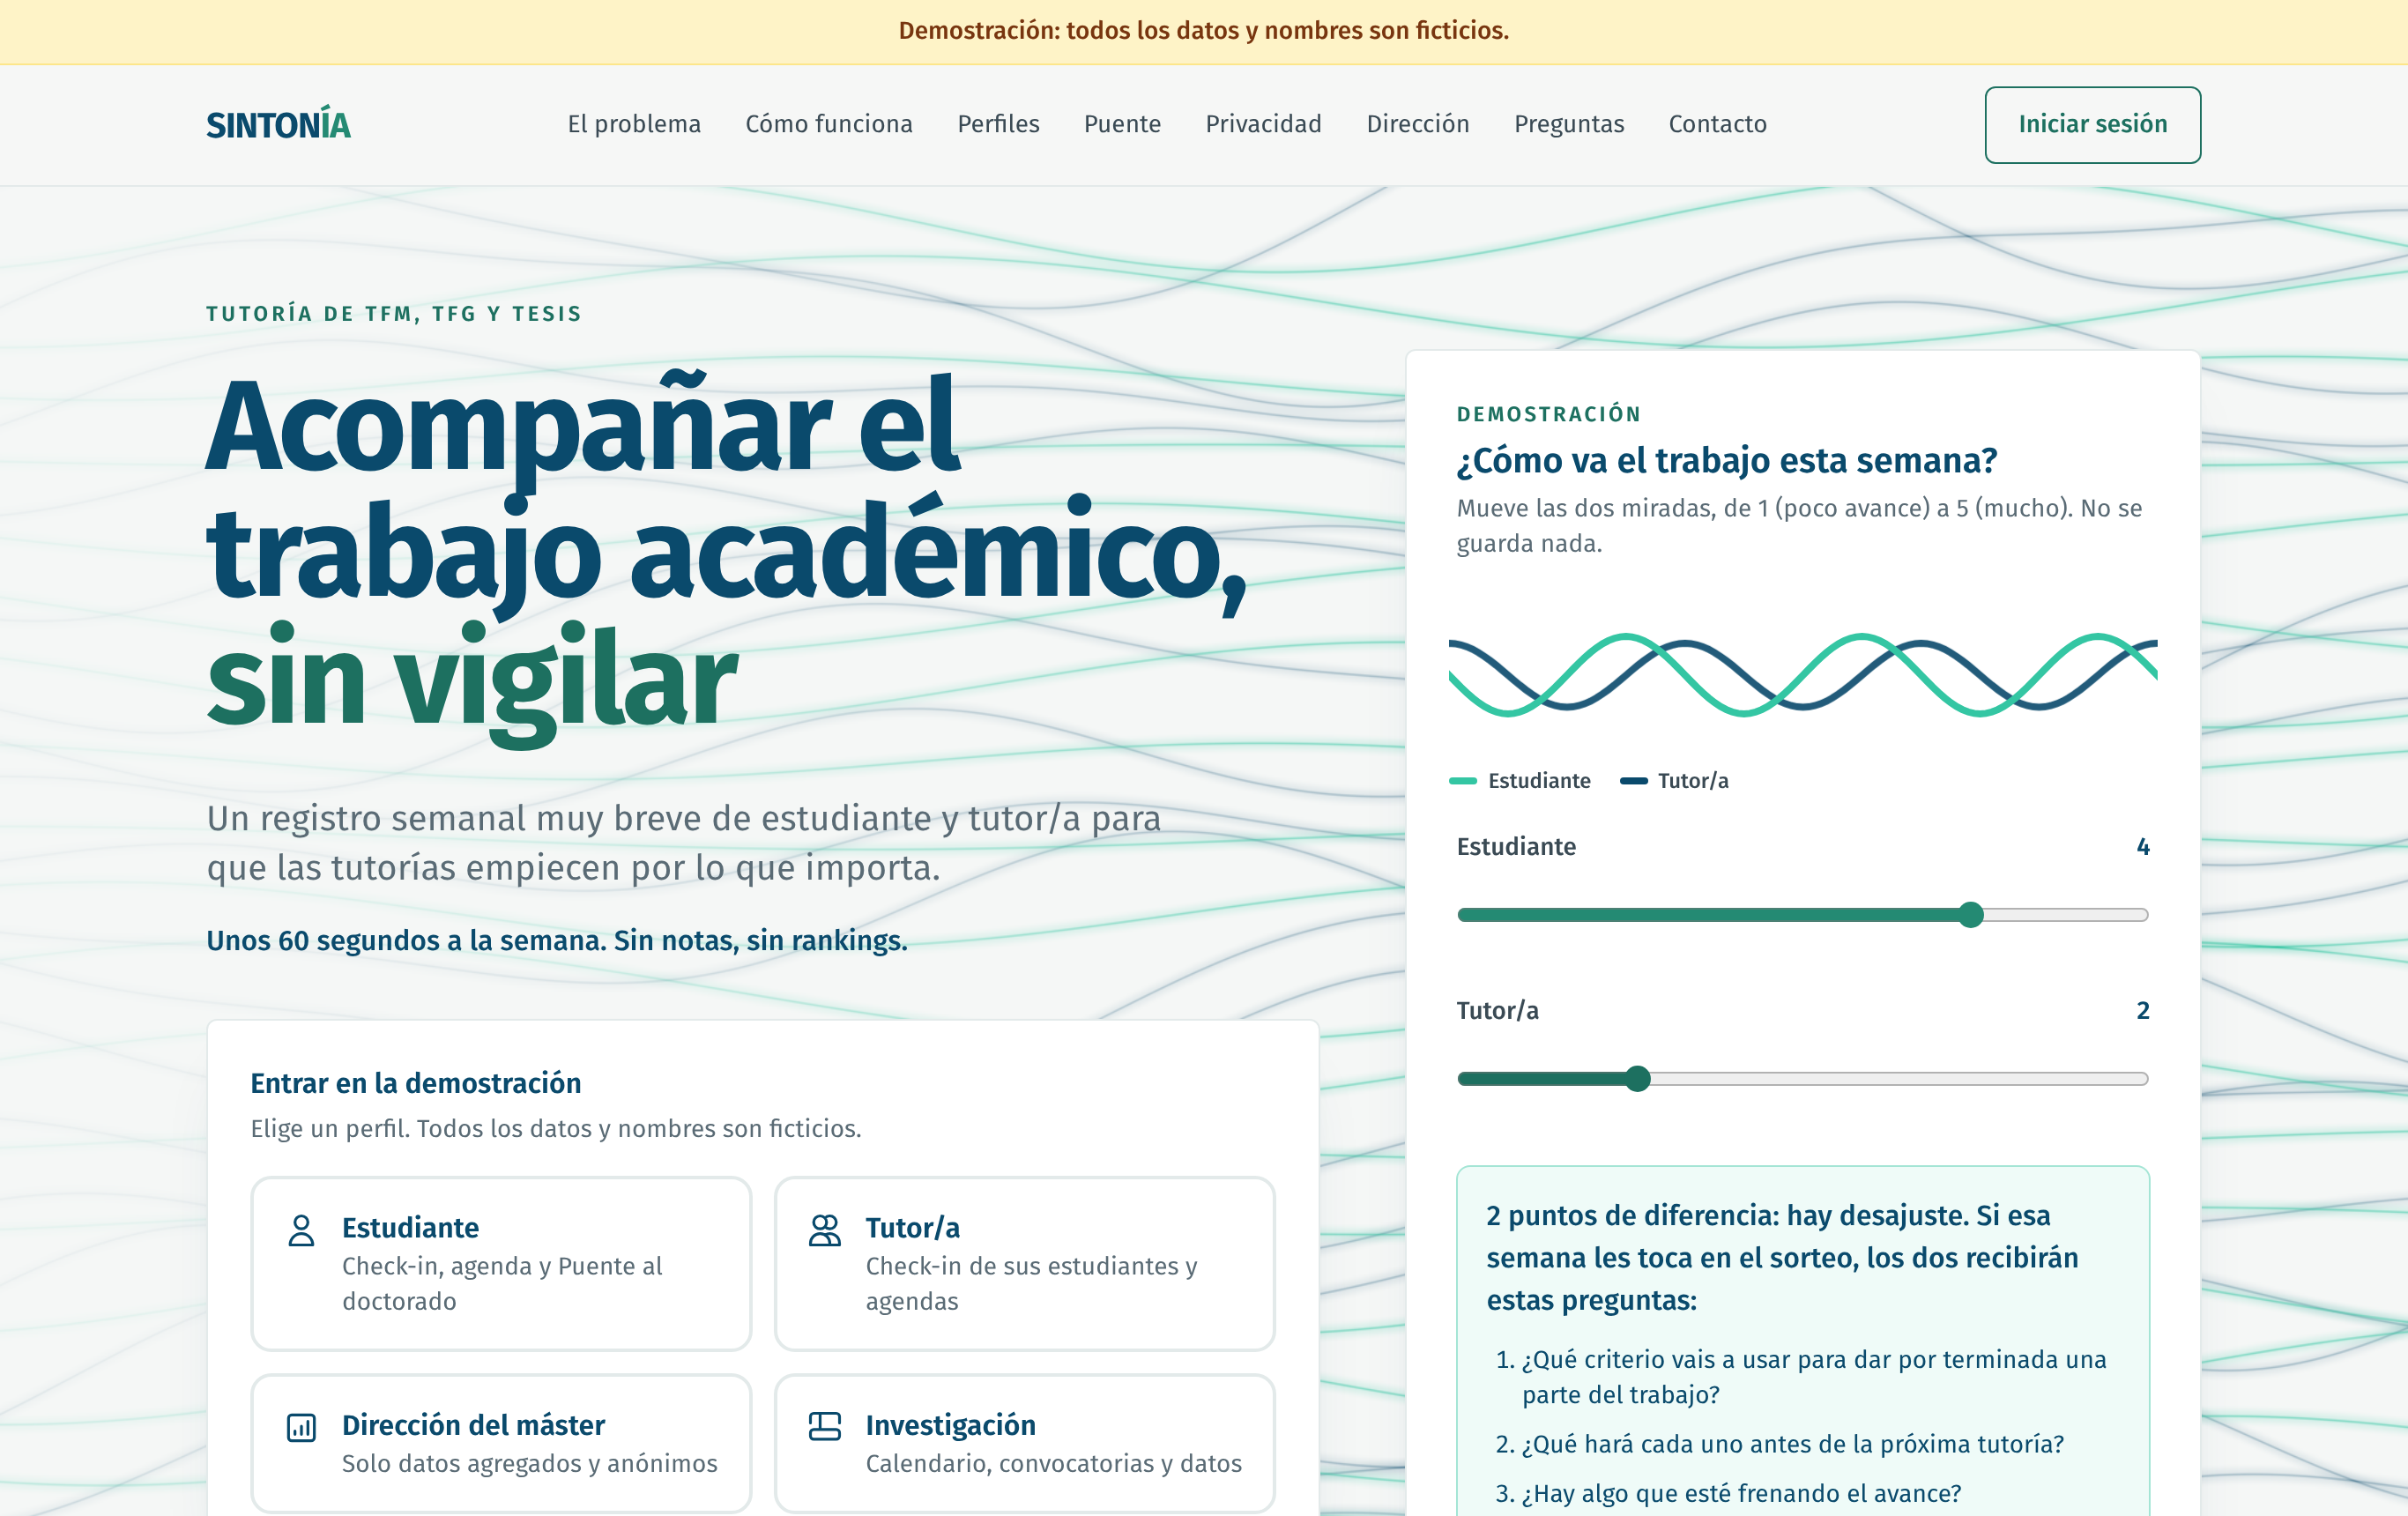 Demostración: todos los datos y nombres son ficticios.
SINTONÍA
El problema
Cómo funciona
Perfiles
Puente
Privacidad
Dirección
Preguntas
Contacto
Iniciar sesión
TUTORÍA DE TFM, TFG Y TESIS
Acompañar el
trabajo académico,
sin vigilar
Un registro semanal muy breve de estudiante y tutor/a para
que las tutorías empiecen por lo que importa.
Unos 60 segundos a la semana. Sin notas, sin rankings.
Entrar en la demostración
Elige un perfil. Todos los datos y nombres son ficticios.
Estudiante
Check-in, agenda y Puente al
doctorado
Tutor/a
Check-in de sus estudiantes y
agendas
Dirección del máster
Solo datos agregados y anónimos
Investigación
Calendario, convocatorias y datos
DEMOSTRACIÓN
¿Cómo va el trabajo esta semana?
Mueve las dos miradas, de 1 (poco avance) a 5 (mucho). No se
guarda nada.
Estudiante
Tutor/a
Estudiante
4
Tutor/a
2
2 puntos de diferencia: hay desajuste. Si esa
semana les toca en el sorteo, los dos recibirán
estas preguntas:
1. ¿Qué criterio vais a usar para dar por terminada una
parte del trabajo?
2. ¿Qué hará cada uno antes de la próxima tutoría?
3. ¿Hay algo que esté frenando el avance?